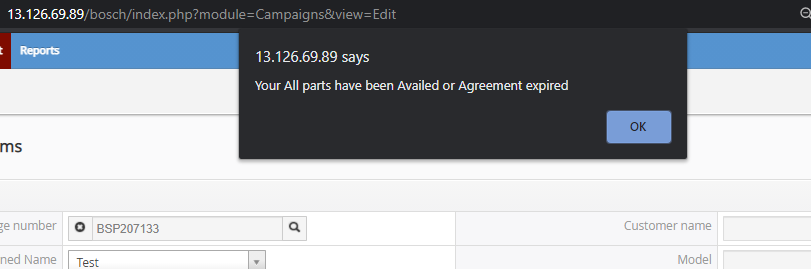 13.126.69.89/bosch/index.php?module=Campaigns&view=Edit
Reports
13.126.69.89 says
Your All parts have been Availed or Agreement expired
OK
ms
ge number
BSP207133
Customer name
ned Name
Test
Model